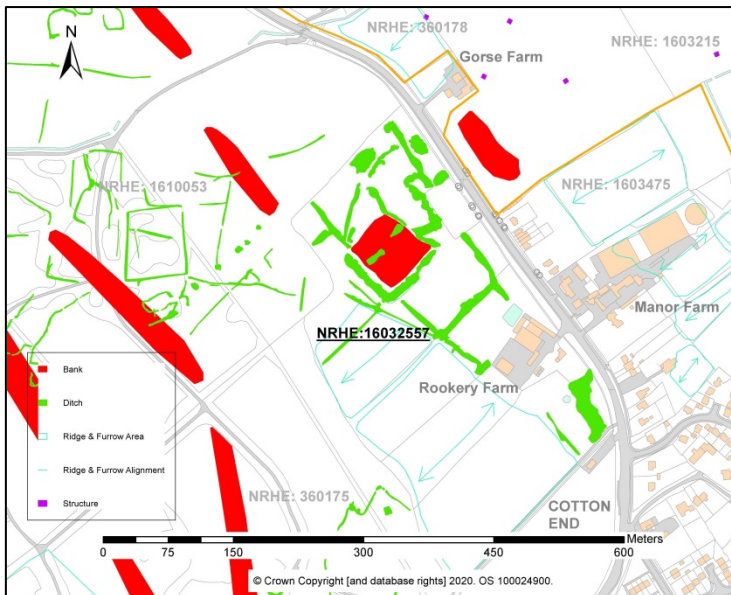 NRHE: 360178
NRHE: 1603215
N
Gorse Farm
NRHE: 1610053
NRHE: 1603475
Manor Farm
NRHE:16032557
Rookery Farm
Bank
Ditch
Ridge & Furrow Area
Ridge & Furrow Alignment
Structure
NRHE: 360175
COTTON
END
Meters
0 75 150 300 450 600
© Crown Copyright [and database rights] 2020. OS 100024900.